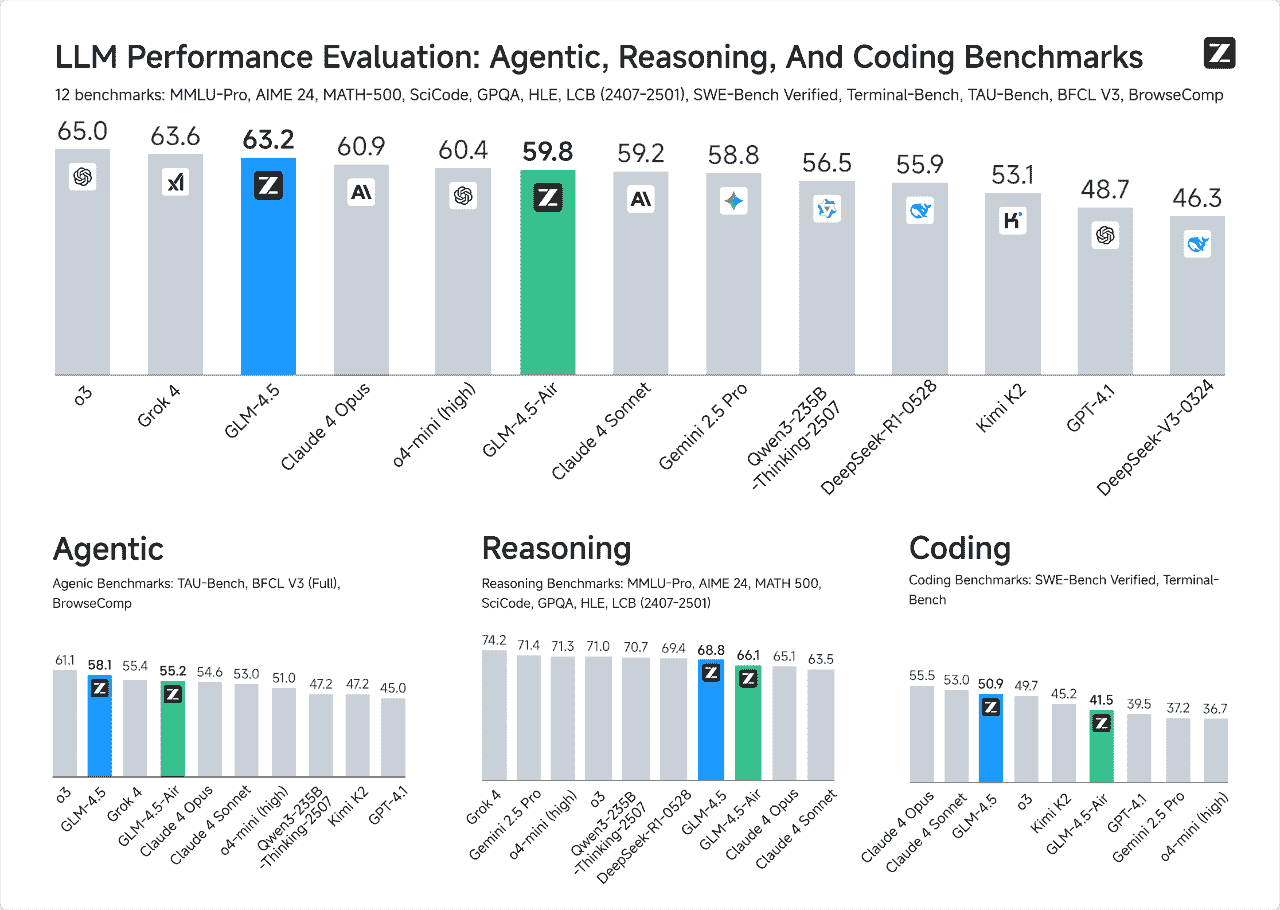 LLM Performance Evaluation: Agentic, Reasoning, And Coding Benchmarks
Z
12 benchmarks: MMLU-Pro, AIME 24, MATH-500, SciCode, GPQA, HLE, LCB (2407-2501), SWE-Bench Verified, Terminal-Bench, TAU-Bench, BFCL V3, BrowseComp
65.0
63.6
63.2
60.9
60.4
59.8
59.2
58.8
56.5
55.9
53.1
48.7
46.3
o3
Grok 4
GLM-4.5
Claude 4 Opus
o4-mini (high)
GLM-4.5-Air
Claude 4 Sonnet
Gemini 2.5 Pro
Qwen3-235B
-Thinking-2507
DeepSeek-R1-0528
Kimi K2
GPT-4.1
DeepSeek-V3-0324
Agentic
Agenic Benchmarks: TAU-Bench, BFCL V3 (Full),
BrowseComp
61.1
58.1
55.4
55.2
54.6
53.0
51.0
47.2
47.2
45.0
o3
GLM-4.5
Grok 4
GLM-4.5-Air
Claude 4 Opus
Claude 4 Sonnet
o4-mini (high)
Qwen3-235B
-Thinking-2507
Kimi K2
GPT-4.1
Reasoning
Reasoning Benchmarks: MMLU-Pro, AIME 24, MATH 500,
SciCode, GPQA, HLE, LCB (2407-2501)
74.2
71.4
71.3
71.0
70.7
69.4
68.8
66.1
65.1
63.5
Grok 4
Gemini 2.5 Pro
o4-mini (high)
o3
Qwen3-235B
-Thinking-2507
DeepSeek-R1-0528
GLM-4.5
GLM-4.5-Air
Claude 4 Opus
Claude 4 Sonnet
Coding
Coding Benchmarks: SWE-Bench Verified, Terminal-
Bench
55.5
53.0
50.9
49.7
45.2
41.5
39.5
37.2
36.7
Claude 4 Opus
Claude 4 Sonnet
GLM-4.5
o3
Kimi K2
GLM-4.5-Air
GPT-4.1
Gemini 2.5 Pro
o4-mini (high)